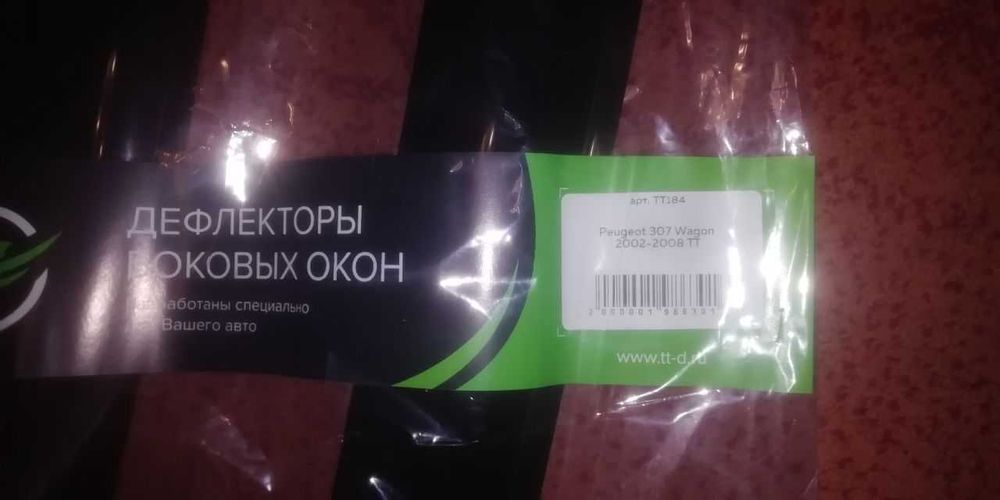 ДЕФЛЕКТОРЫ
БОКОВЫХ ОКОН
специально
Вашего авто
арт. TT184
Peugeot 307 Wagon
2002-2008 TT
www.tt-d.ru